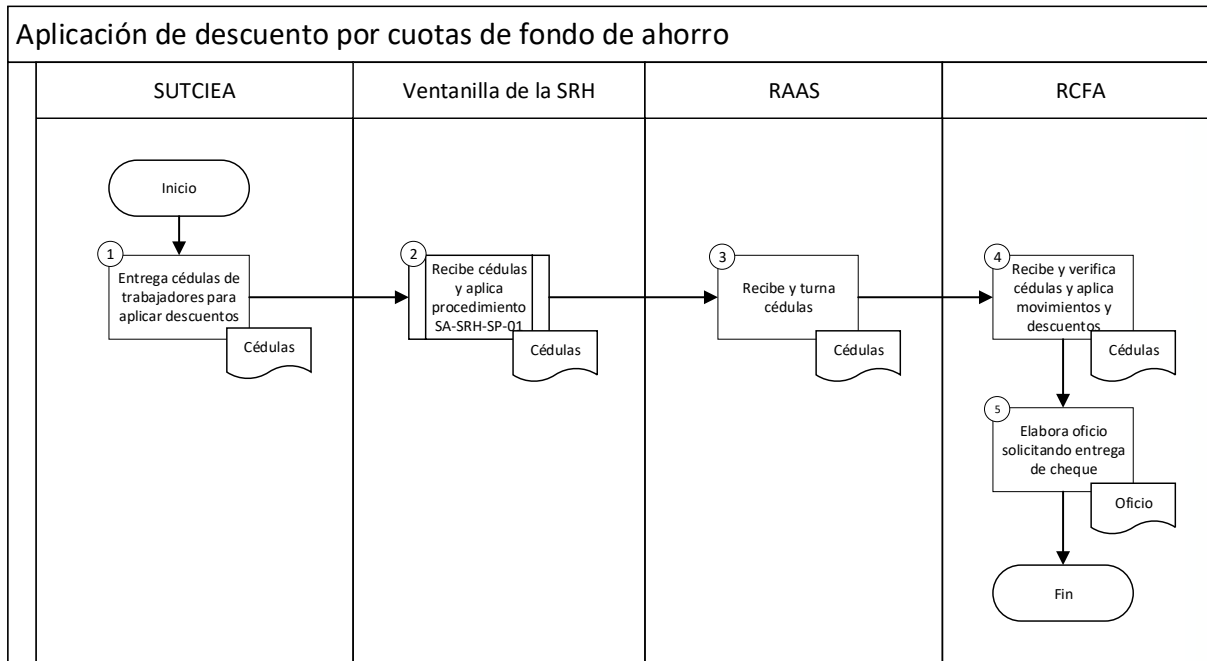 Aplicación de descuento por cuotas de fondo de ahorro
SUTCIEA
Ventanilla de la SRH
RAAS
RCFA
Inicio
1
Entrega cédulas de
trabajadores para
aplicar descuentos
Cédulas
2
Recibe cédulas
y aplica
procedimiento
SA-SRH-SP-01
Cédulas
3
Recibe y turna
cédulas
Cédulas
4
Recibe y verifica
cédulas y aplica
movimientos y
descuentos
Cédulas
5
Elabora oficio
solicitando entrega
de cheque
Oficio
Fin